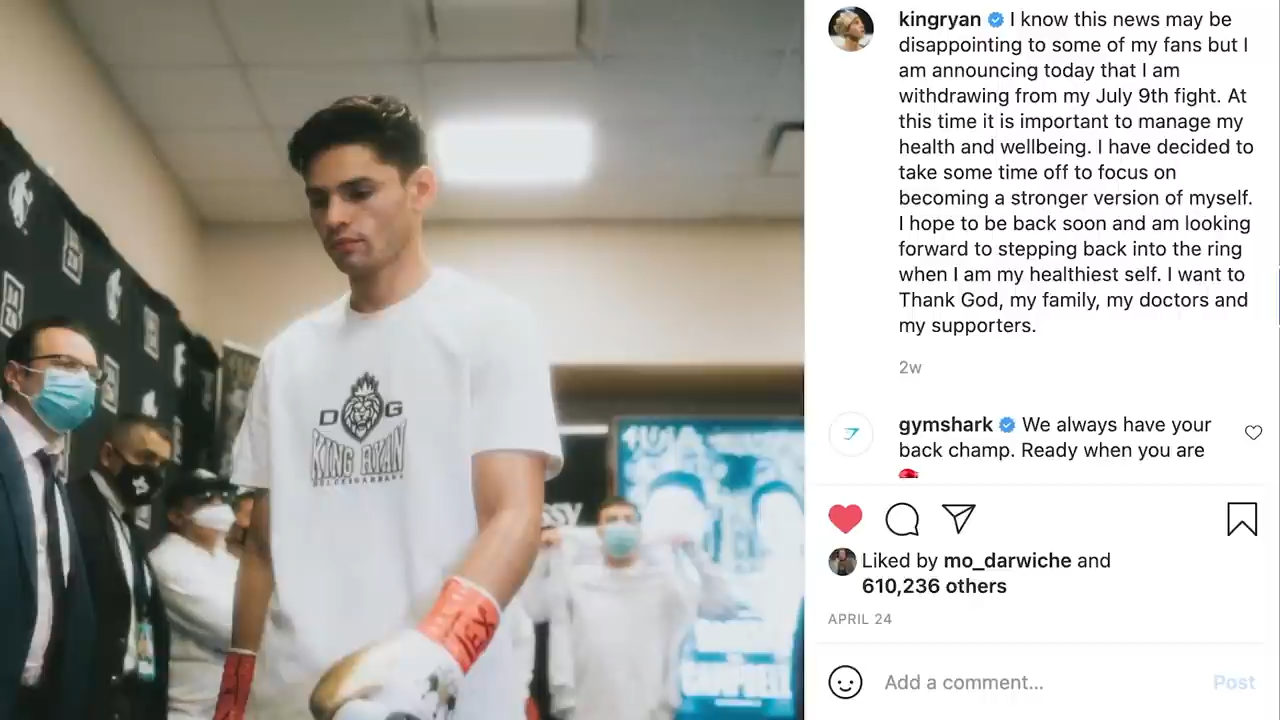 kingryan I know this news may be
disappointing to some of my fans but I
am announcing today that I am
withdrawing from my July 9th fight. At
this time it is important to manage my
health and wellbeing. I have decided to
take some time off to focus on
becoming a stronger version of myself.
I hope to be back soon and am looking
forward to stepping back into the ring
when I am my healthiest self. I want to
Thank God, my family, my doctors and
my supporters.
2w
gymshark We always have your
back champ. Ready when you are
Liked by mo_darwiche and
610,236 others
APRIL 24
Add a comment...
Post
DA
ZN
D G
KING RYAN
CAMPBELL